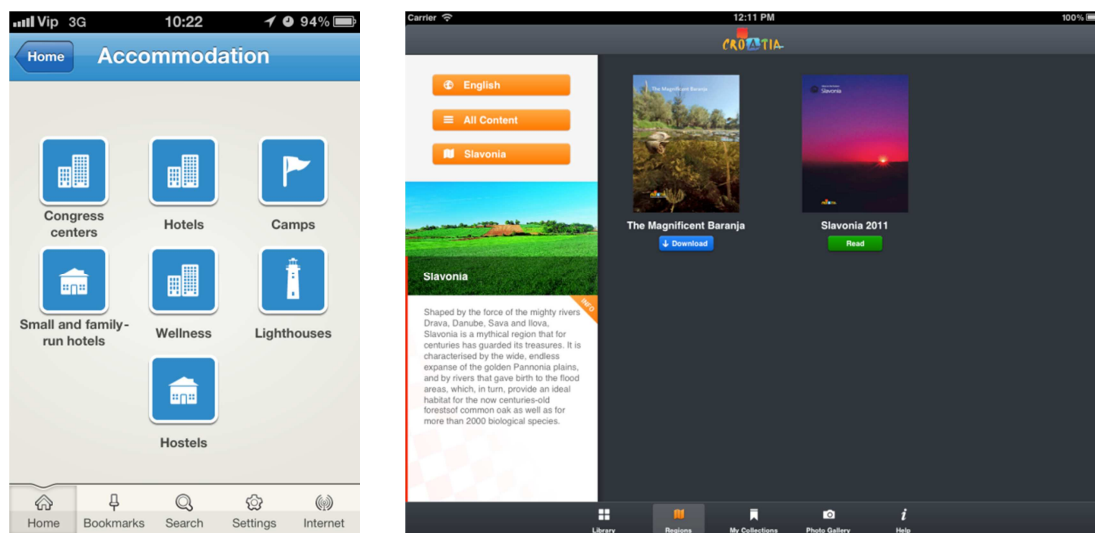 Vip 3G 10:22 94%
Home Accommodation
Congress
centers
Hotels
Camps
Small and family-
run hotels
Wellness
Lighthouses
Hostels
Home Bookmarks Search Settings Internet
Carrier 12:11 PM 100%
CROATIA
English
All Content
Slavonia
Slavonia
INFO
Shaped by the force of the mighty rivers
Drava, Danube, Sava and Ilova,
Slavonia is a mythical region that for
centuries has guarded its treasures. It is
characterised by the wide, endless
expanse of the golden Pannonia plains,
and by rivers that gave birth to the flood
areas, which, in turn, provide an ideal
habitat for the now centuries-old
forestsof common oak as well as for
more than 2000 biological species.
The Magnificent Baranja
The Magnificent Baranja
Download
Slavonia
Slavonia 2011
Read
Library Regions My Collections Photo Gallery Help